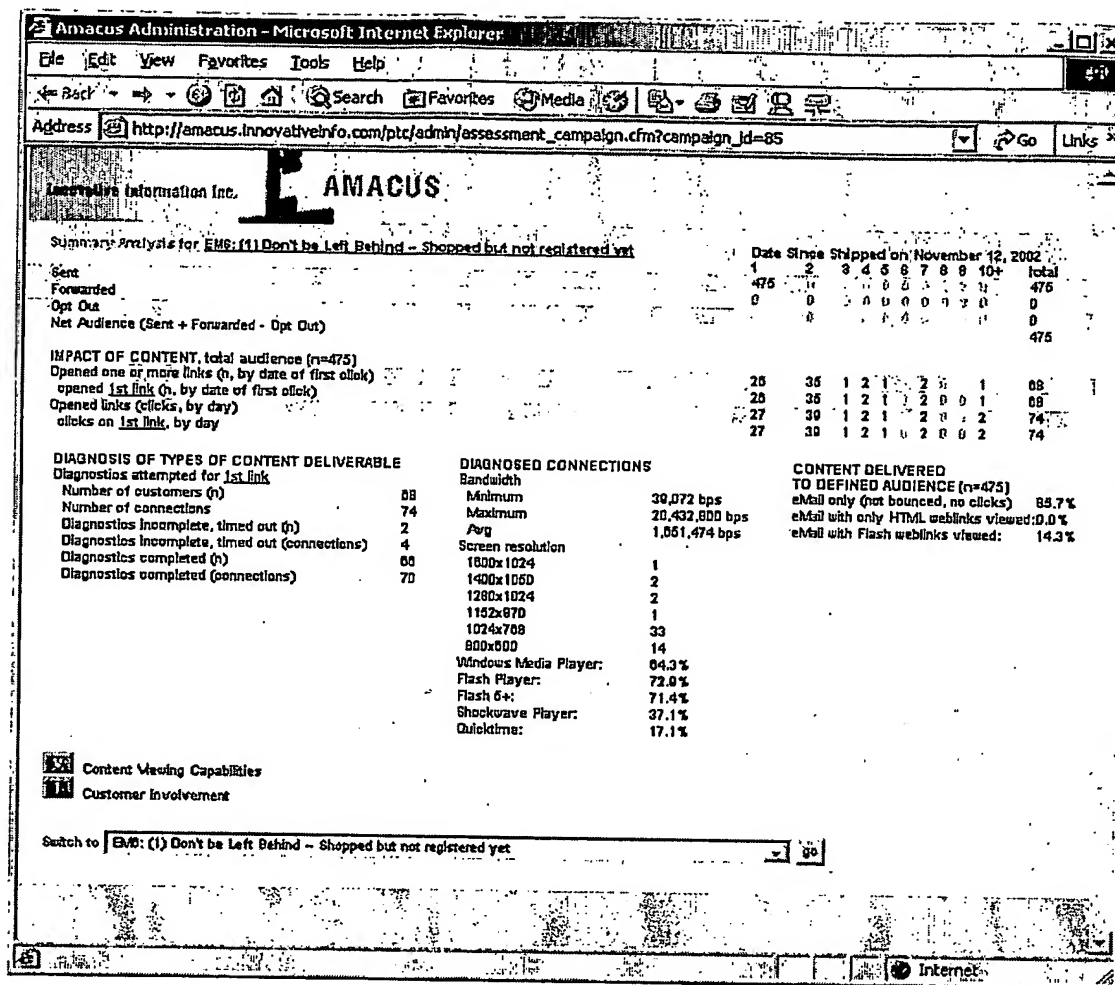 Amacus Administration - Microsoft Internet Explorer
File Edit View Favorites Tools Help
Back Search Favorites Media
Address http://amacus.innovativeinfo.com/ptc/admin/assessment_campaign.cfm?campaign_id=85 Go Links
Innovative Information Inc. AMACUS
Summary Analysis for EM6: (1) Don't be Left Behind -- Shopped but not registered yet
Date Since Shipped on November 12, 2002
1 2 3 4 5 6 7 8 9 10+ total
Sent 475 475
Forwarded 0 0 0 0 0 0 0 0
Opt Out 0
Net Audience (Sent + Forwarded - Opt Out) 475
IMPACT OF CONTENT, total audience (n=475)
Opened one or more links (n, by date of first click) 26 35 1 2 1 2 1 68
opened 1st link (n, by date of first click) 26 35 1 2 1 2 0 0 1 68
Opened links (clicks, by day) 27 39 1 2 1 2 0 2 74
clicks on 1st link, by day 27 39 1 2 1 0 2 0 0 2 74
DIAGNOSIS OF TYPES OF CONTENT DELIVERABLE
Diagnostics attempted for 1st link
Number of customers (n) 68
Number of connections 74
Diagnostics incomplete, timed out (n) 2
Diagnostics incomplete, timed out (connections) 4
Diagnostics completed (n) 66
Diagnostics completed (connections) 70
DIAGNOSED CONNECTIONS
Bandwidth
Minimum 39,072 bps
Maximum 20,432,800 bps
Avg 1,651,474 bps
Screen resolution
1600x1024 1
1400x1050 2
1280x1024 2
1152x870 1
1024x768 33
800x600 14
Windows Media Player: 64.3%
Flash Player: 72.9%
Flash 6+: 71.4%
Shockwave Player: 37.1%
Quicktime: 17.1%
CONTENT DELIVERED
TO DEFINED AUDIENCE (n=475)
eMail only (not bounced, no clicks) 85.7%
eMail with only HTML weblinks viewed: 0.0%
eMail with Flash weblinks viewed: 14.3%
Content Viewing Capabilities
Customer Involvement
Switch to EM6: (1) Don't be Left Behind -- Shopped but not registered yet go
Internet